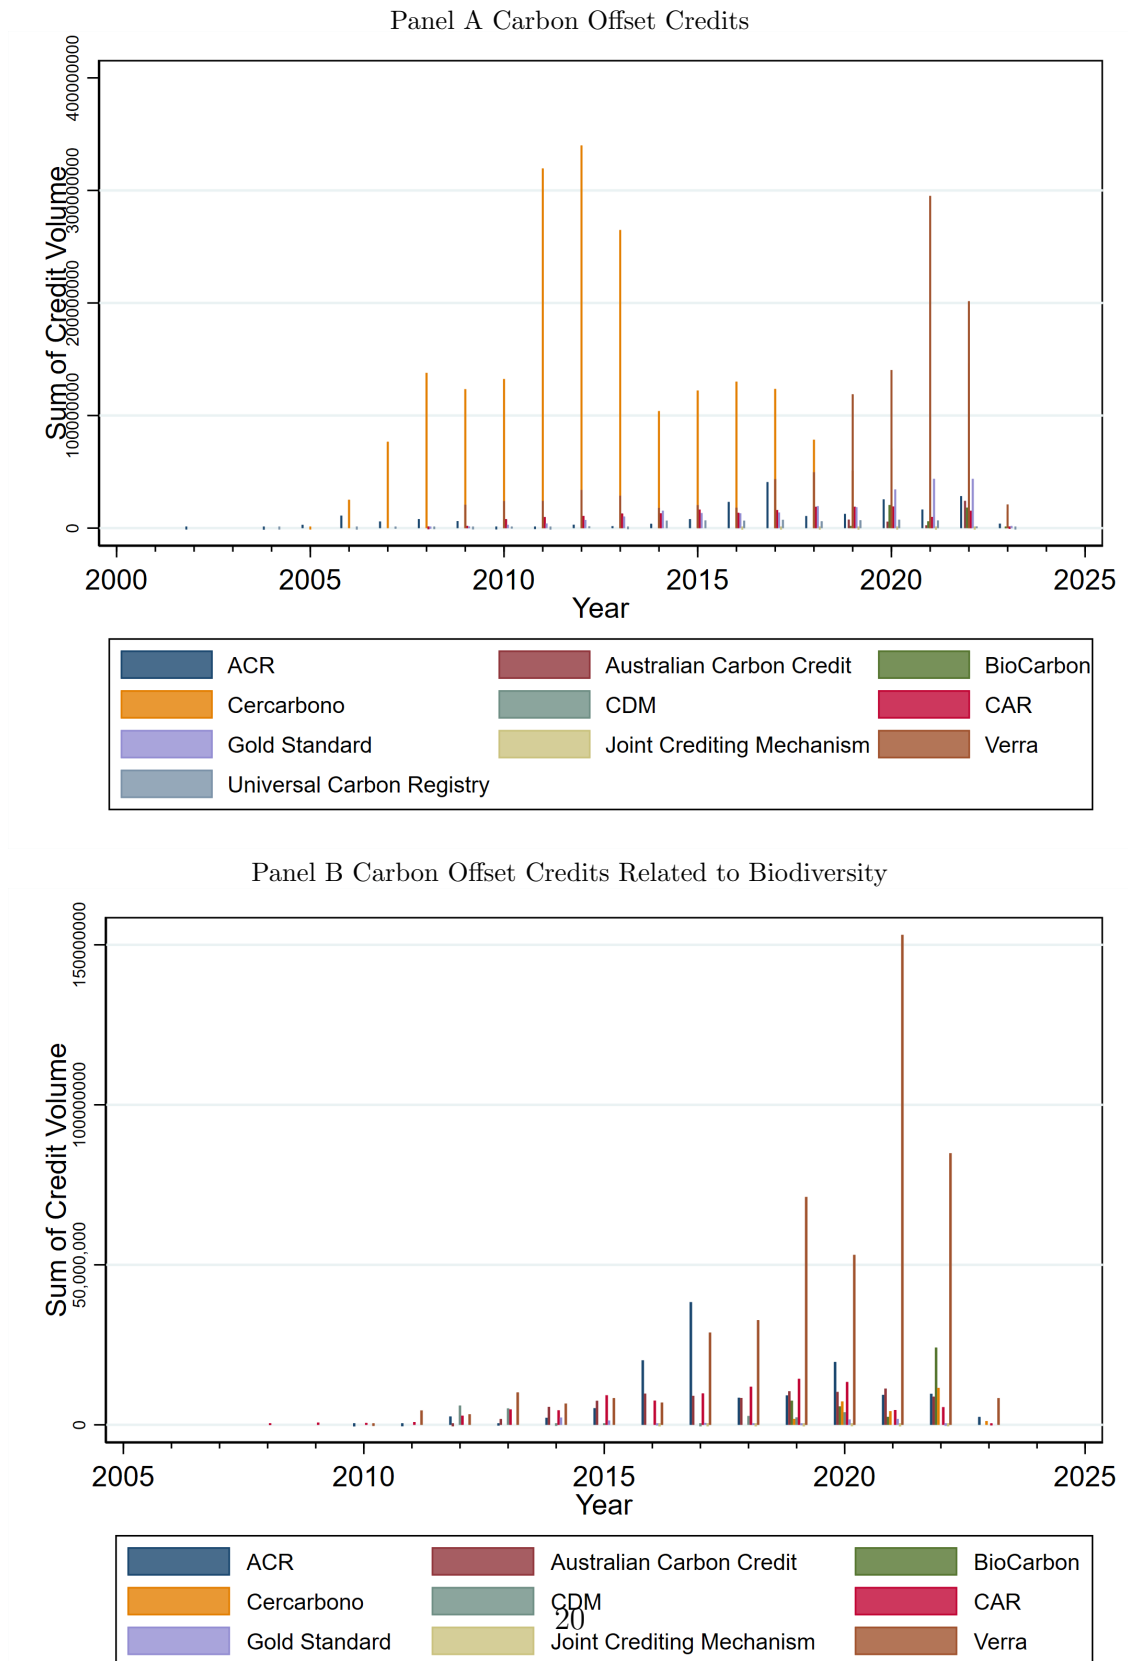 Panel A Carbon Offset Credits
Sum of Credit Volume
400000000
300000000
200000000
100000000
0
2000 2005 2010 2015 2020 2025
Year
ACR Australian Carbon Credit BioCarbon
Cercarbono CDM CAR
Gold Standard Joint Crediting Mechanism Verra
Universal Carbon Registry
Panel B Carbon Offset Credits Related to Biodiversity
Sum of Credit Volume
150000000
100000000
50,000,000
0
2005 2010 2015 2020 2025
Year
ACR Australian Carbon Credit BioCarbon
Cercarbono CDM CAR
20
Gold Standard Joint Crediting Mechanism Verra